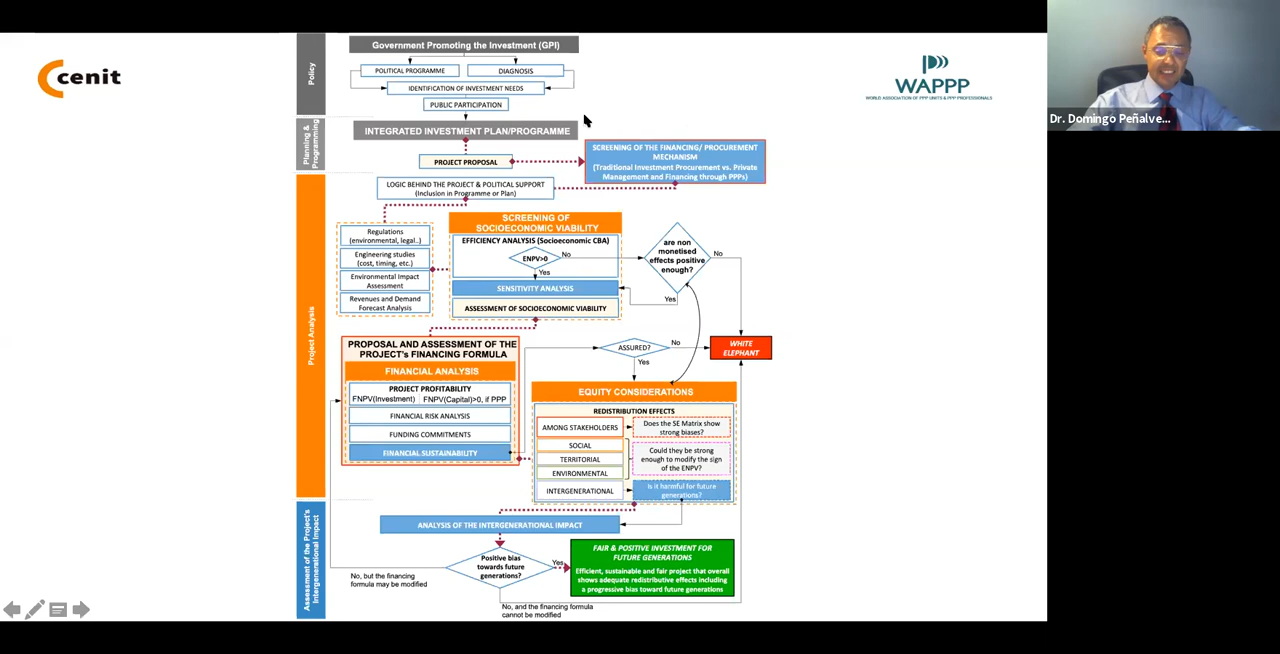 cenit
WAPPP
WORLD ASSOCIATION OF PPP UNITS & PPP-PROFESSIONALS
Dr. Domingo Peñalve...
Policy
Government Promoting the Investment (GPI)
POLITICAL PROGRAMME
DIAGNOSIS
IDENTIFICATION OF INVESTMENT NEEDS
PUBLIC PARTICIPATION
Planning &
Programming
INTEGRATED INVESTMENT PLAN/PROGRAMME
PROJECT PROPOSAL
SCREENING OF THE FINANCING/ PROCUREMENT
MECHANISM
(Traditional Investment Procurement vs. Private
Management and Financing through PPPs)
Project Analysis
LOGIC BEHIND THE PROJECT & POLITICAL SUPPORT
(Inclusion in Programme or Plan)
Regulations
(environmental, legal..)
Engineering studies
(cost, timing, etc.)
Environmental Impact
Assessment
Revenues and Demand
Forecast Analysis
SCREENING OF
SOCIOECONOMIC VIABILITY
EFFICIENCY ANALYSIS (Socioeconomic CBA)
ENPV>0
No
Yes
SENSITIVITY ANALYSIS
ASSESSMENT OF SOCIOECONOMIC VIABILITY
are non
monetised
effects positive
enough?
No
Yes
PROPOSAL AND ASSESSMENT OF THE
PROJECT's FINANCING FORMULA
FINANCIAL ANALYSIS
PROJECT PROFITABILITY
FNPV(Investment)
FNPV(Capital)>0, if PPP
FINANCIAL RISK ANALYSIS
FUNDING COMMITMENTS
FINANCIAL SUSTAINABILITY
ASSURED?
No
Yes
WHITE
ELEPHANT
EQUITY CONSIDERATIONS
REDISTRIBUTION EFFECTS
AMONG STAKEHOLDERS
Does the SE Matrix show
strong biases?
SOCIAL
TERRITORIAL
ENVIRONMENTAL
Could they be strong
enough to modify the sign
of the ENPV?
INTERGENERATIONAL
Is it harmful for future
generations?
Assessment of the Project's
Intergenerational Impact
ANALYSIS OF THE INTERGENERATIONAL IMPACT
Positive bias
towards future
generations?
Yes
No, but the financing
formula may be modified
No, and the financing formula
cannot be modified
FAIR & POSITIVE INVESTMENT FOR
FUTURE GENERATIONS
Efficient, sustainable and fair project that overall
shows adequate redistributive effects including
a progressive bias toward future generations